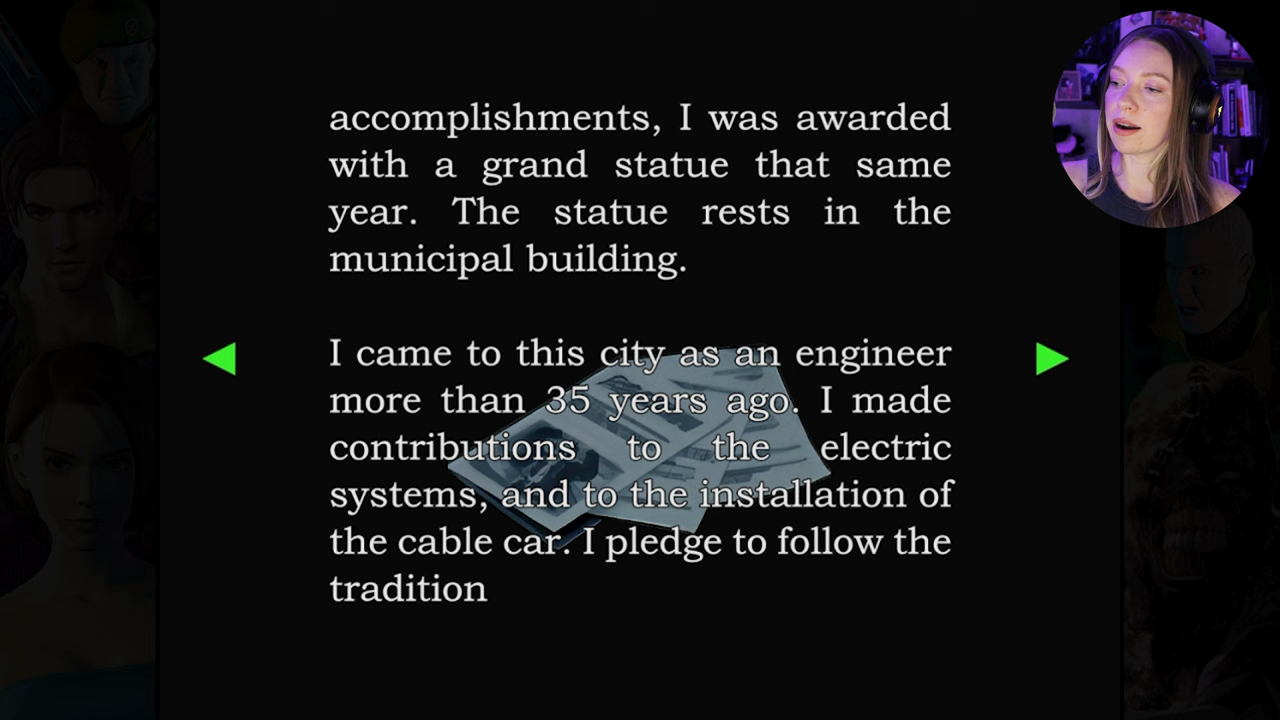 accomplishments, I was awarded
with a grand statue that same
year. The statue rests in the
municipal building.
I came to this city as an engineer
more than 35 years ago. I made
contributions to the electric
systems, and to the installation of
the cable car. I pledge to follow the
tradition